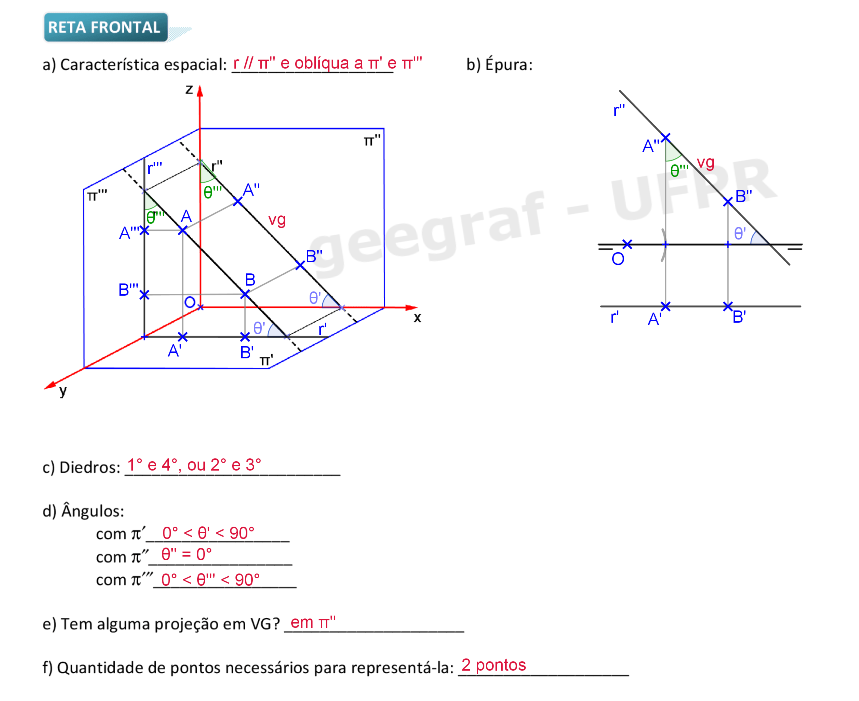 RETA FRONTAL
a) Característica espacial: r // π" e oblíqua a π' e π'"
b) Épura:
z
π"
r'"
r"
π'"
θ'"
A"
θ'"
A
vg
A'"
B"
B
B'"
O
θ'
x
θ'
r'
A'
B'
π'
y
r"
A"
vg
θ'"
B"
θ'
O
r'
A'
B'
geegraf - UFPR
c) Diedros: 1° e 4°, ou 2° e 3°
d) Ângulos:
com π′ 0° < θ' < 90°
com π″ θ" = 0°
com π‴ 0° < θ'" < 90°
e) Tem alguma projeção em VG? em π"
f) Quantidade de pontos necessários para representá-la: 2 pontos